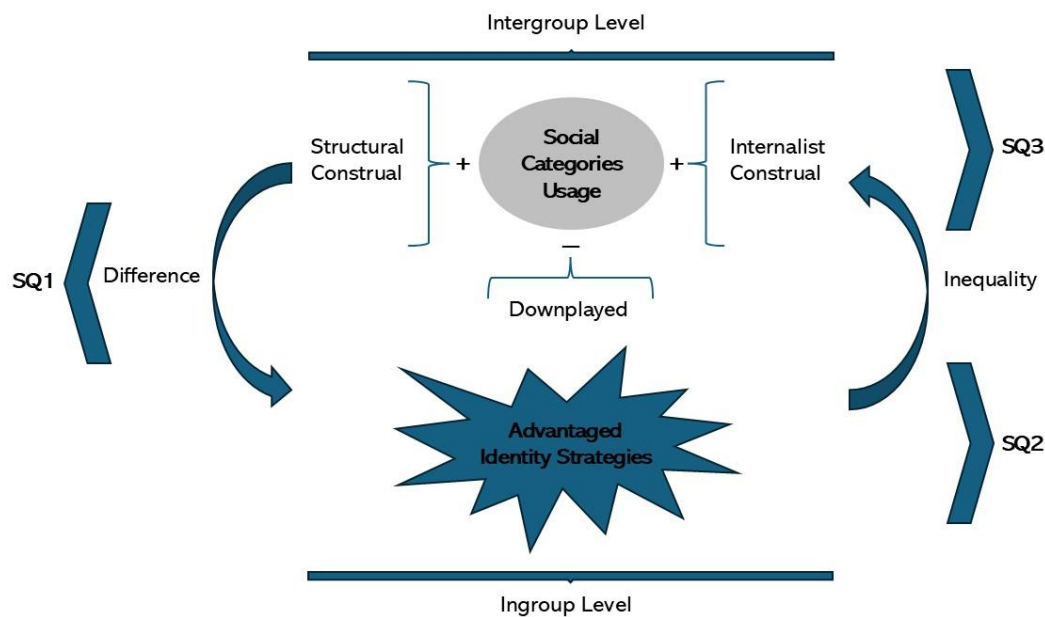 Intergroup Level
Structural
Construal
+
Social
Categories
Usage
+
Internalist
Construal
SQ3
–
Downplayed
SQ1
Difference
Inequality
Advantaged
Identity Strategies
SQ2
Ingroup Level